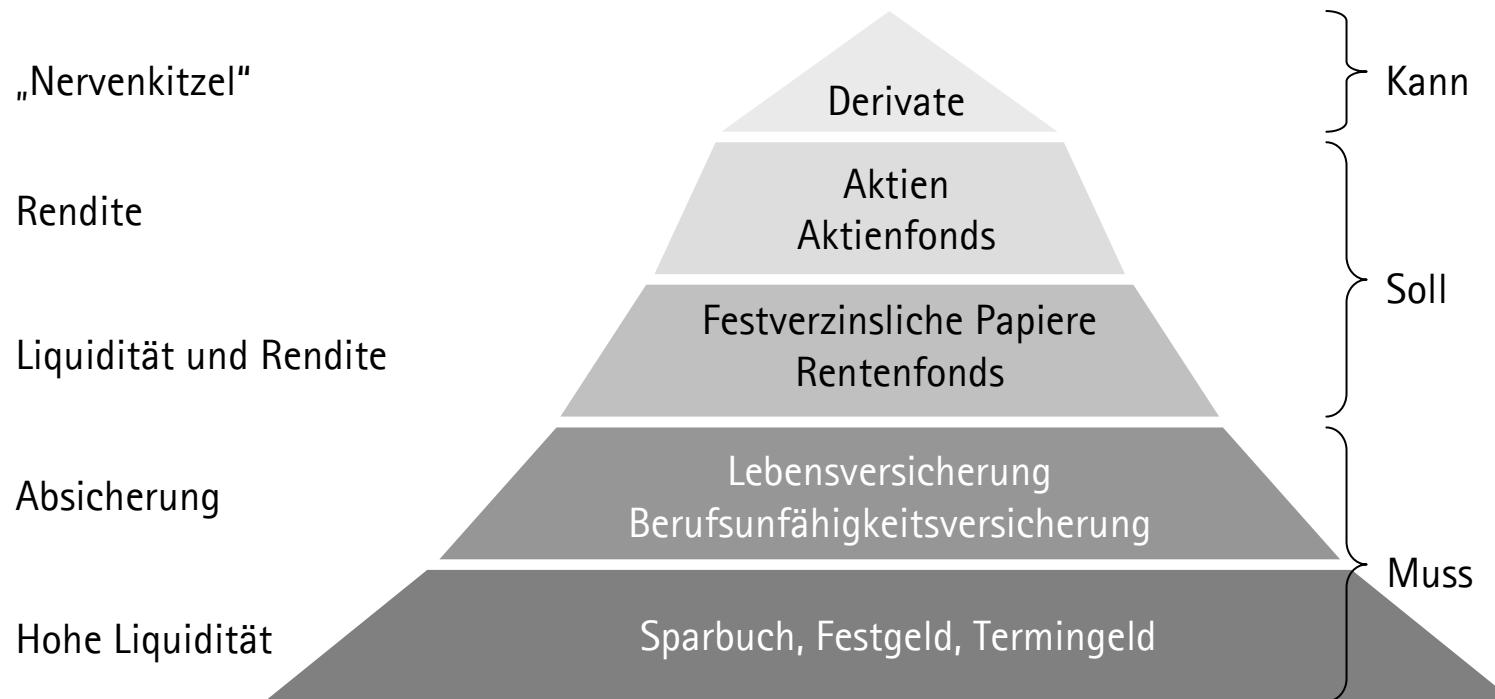 „Nervenkitzel“
Derivate
Kann
Rendite
Aktien
Aktienfonds
Soll
Liquidität und Rendite
Festverzinsliche Papiere
Rentenfonds
Absicherung
Lebensversicherung
Berufsunfähigkeitsversicherung
Muss
Hohe Liquidität
Sparbuch, Festgeld, Termingeld